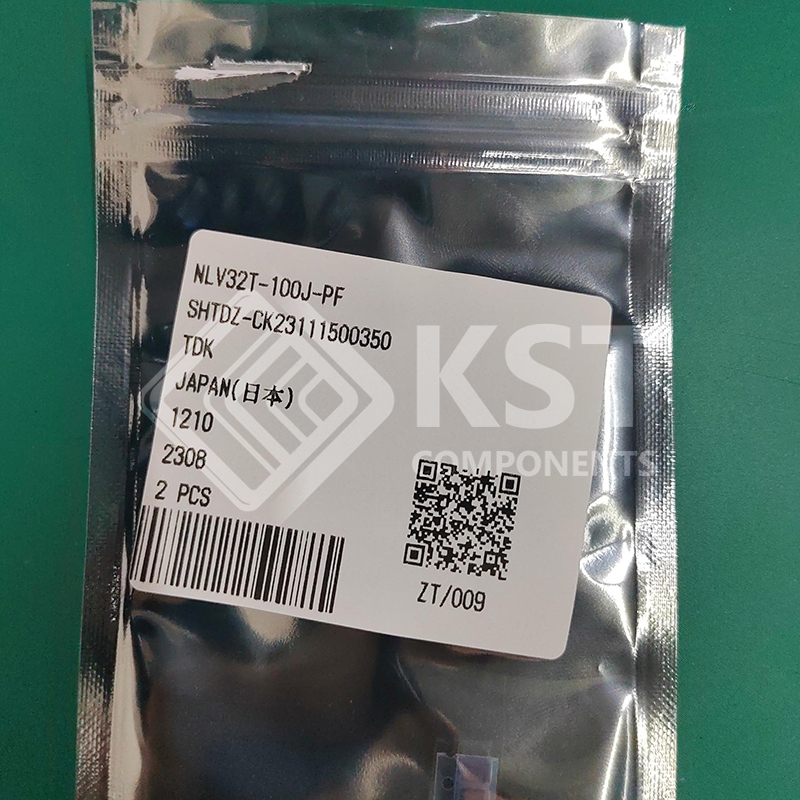 NLV32T-100J-PF
SHTDZ-CK23111500350
TDK
JAPAN(日本)
1210
2308
2 PCS
ZT/009
KST
COMPONENTS